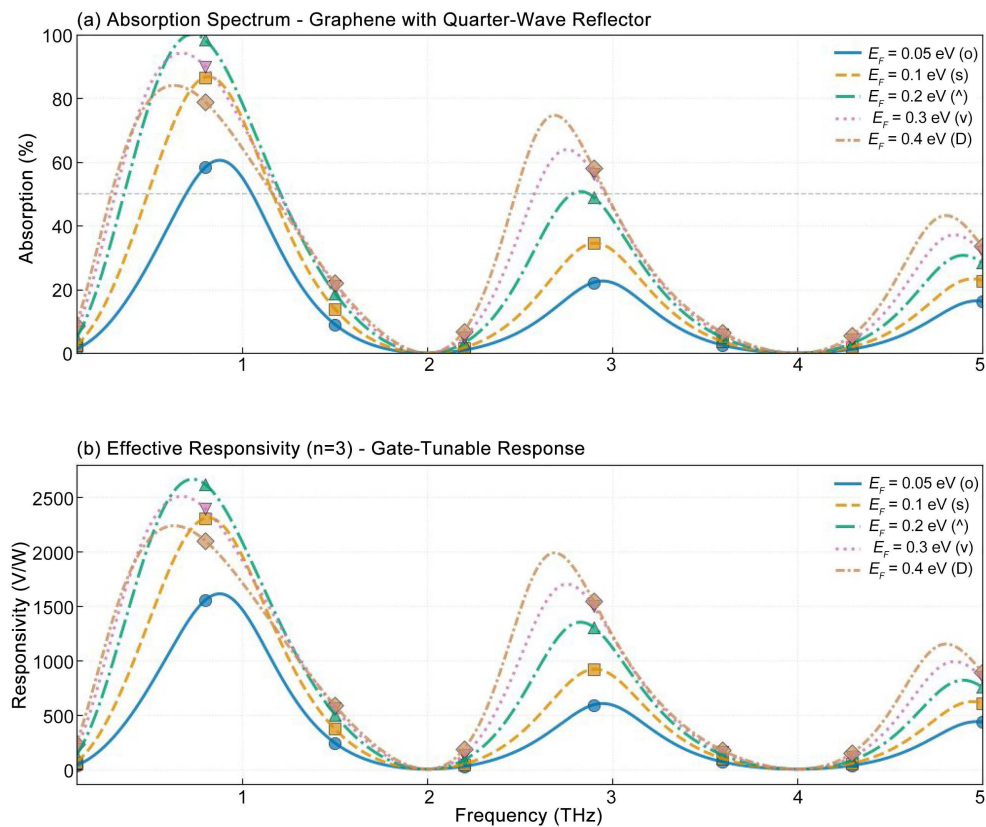 (a) Absorption Spectrum - Graphene with Quarter-Wave Reflector
100
80
60
40
20
0
Absorption (%)
E_F = 0.05 eV (o)
E_F = 0.1 eV (s)
E_F = 0.2 eV (^)
E_F = 0.3 eV (v)
E_F = 0.4 eV (D)
1 2 3 4 5
(b) Effective Responsivity (n=3) - Gate-Tunable Response
2500
2000
1500
1000
500
0
Responsivity (V/W)
E_F = 0.05 eV (o)
E_F = 0.1 eV (s)
E_F = 0.2 eV (^)
E_F = 0.3 eV (v)
E_F = 0.4 eV (D)
1 2 3 4 5
Frequency (THz)